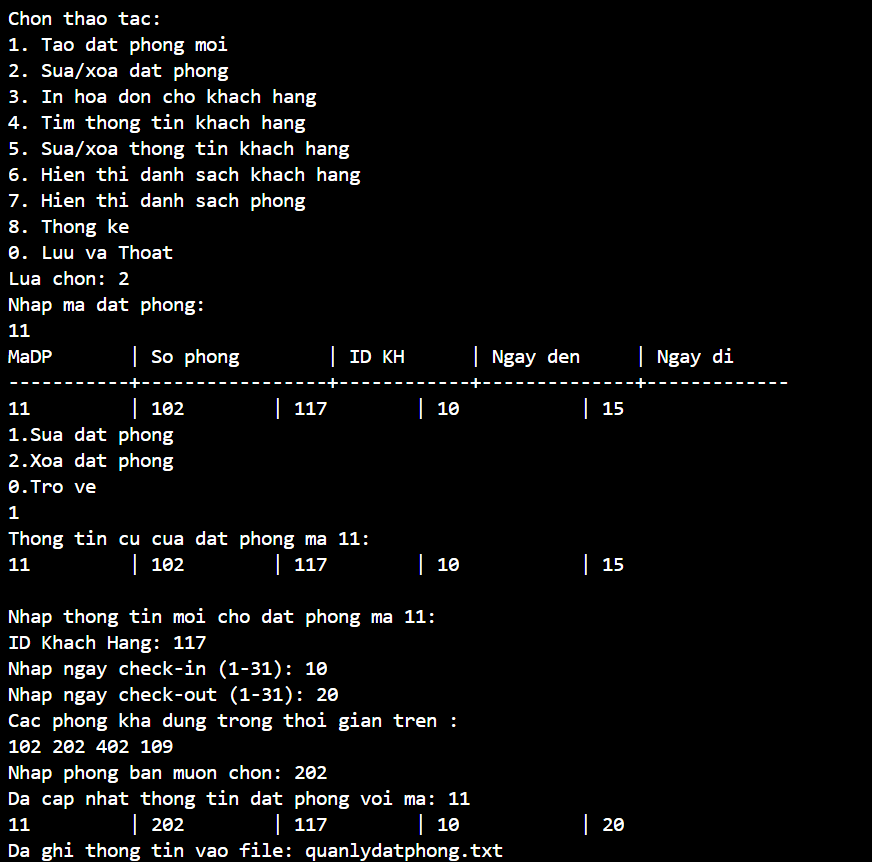 Chon thao tac:
1. Tao dat phong moi
2. Sua/xoa dat phong
3. In hoa don cho khach hang
4. Tim thong tin khach hang
5. Sua/xoa thong tin khach hang
6. Hien thi danh sach khach hang
7. Hien thi danh sach phong
8. Thong ke
0. Luu va Thoat
Lua chon: 2
Nhap ma dat phong:
11
MaDP       | So phong         | ID KH      | Ngay den     | Ngay di
-----------+-----------------+------------+--------------+-------------
11         | 102        | 117        | 10           | 15
1.Sua dat phong
2.Xoa dat phong
0.Tro ve
1
Thong tin cu cua dat phong ma 11:
11         | 102        | 117        | 10           | 15
Nhap thong tin moi cho dat phong ma 11:
ID Khach Hang: 117
Nhap ngay check-in (1-31): 10
Nhap ngay check-out (1-31): 20
Cac phong kha dung trong thoi gian tren :
102 202 402 109
Nhap phong ban muon chon: 202
Da cap nhat thong tin dat phong voi ma: 11
11         | 202        | 117        | 10           | 20
Da ghi thong tin vao file: quanlydatphong.txt